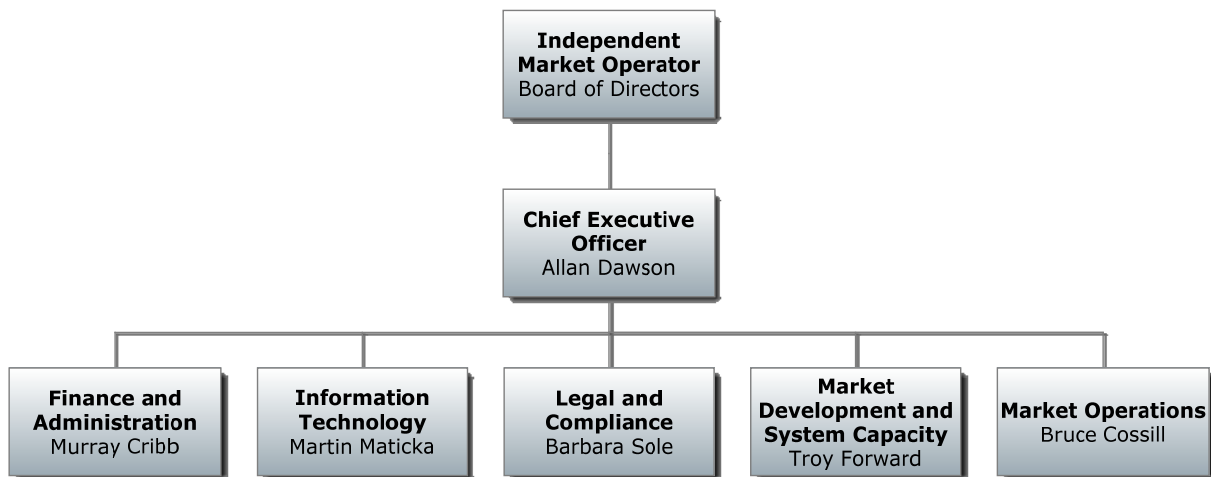 Independent
Market Operator
Board of Directors
Chief Executive
Officer
Allan Dawson
Finance and
Administration
Murray Cribb
Information
Technology
Martin Maticka
Legal and
Compliance
Barbara Sole
Market
Development and
System Capacity
Troy Forward
Market Operations
Bruce Cossill